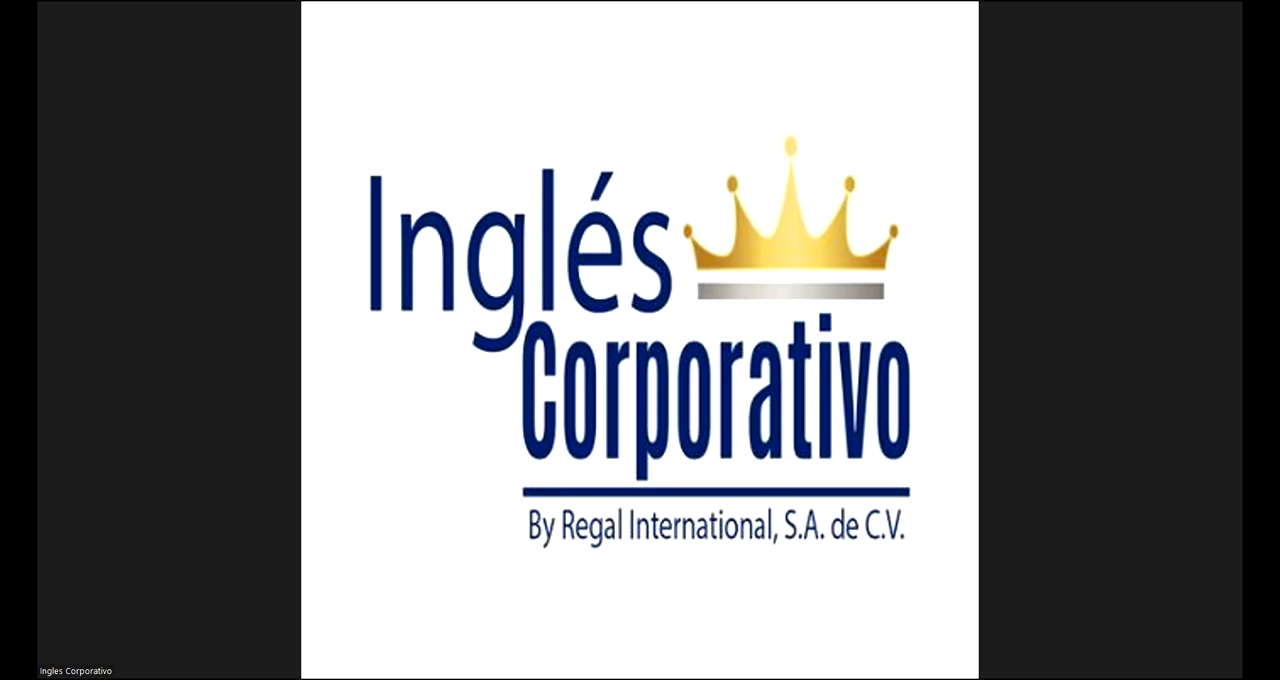 Inglés
Corporativo
By Regal International, S.A. de C.V.
Ingles Corporativo